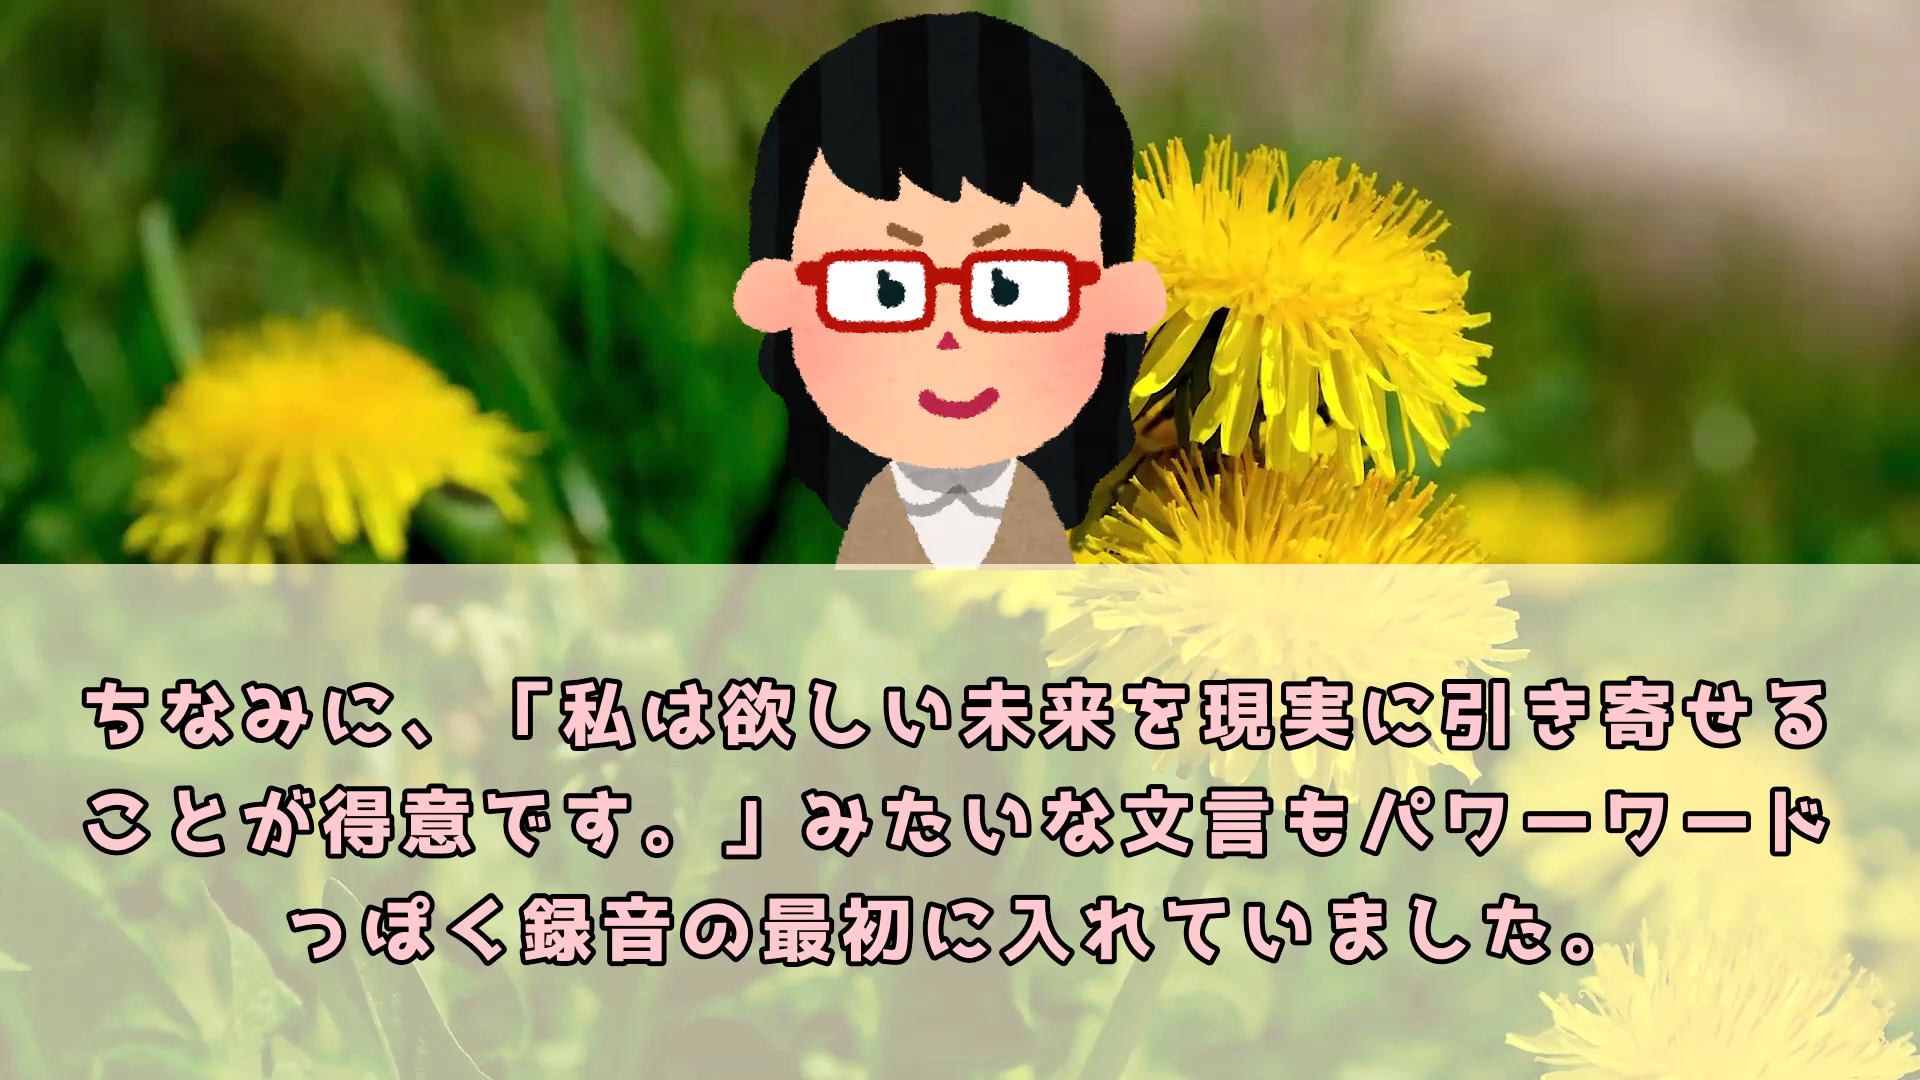 ちなみに、「私は欲しい未来を現実に引き寄せる
ことが得意です。」みたいな文言もパワーワード
っぽく録音の最初に入れていました。